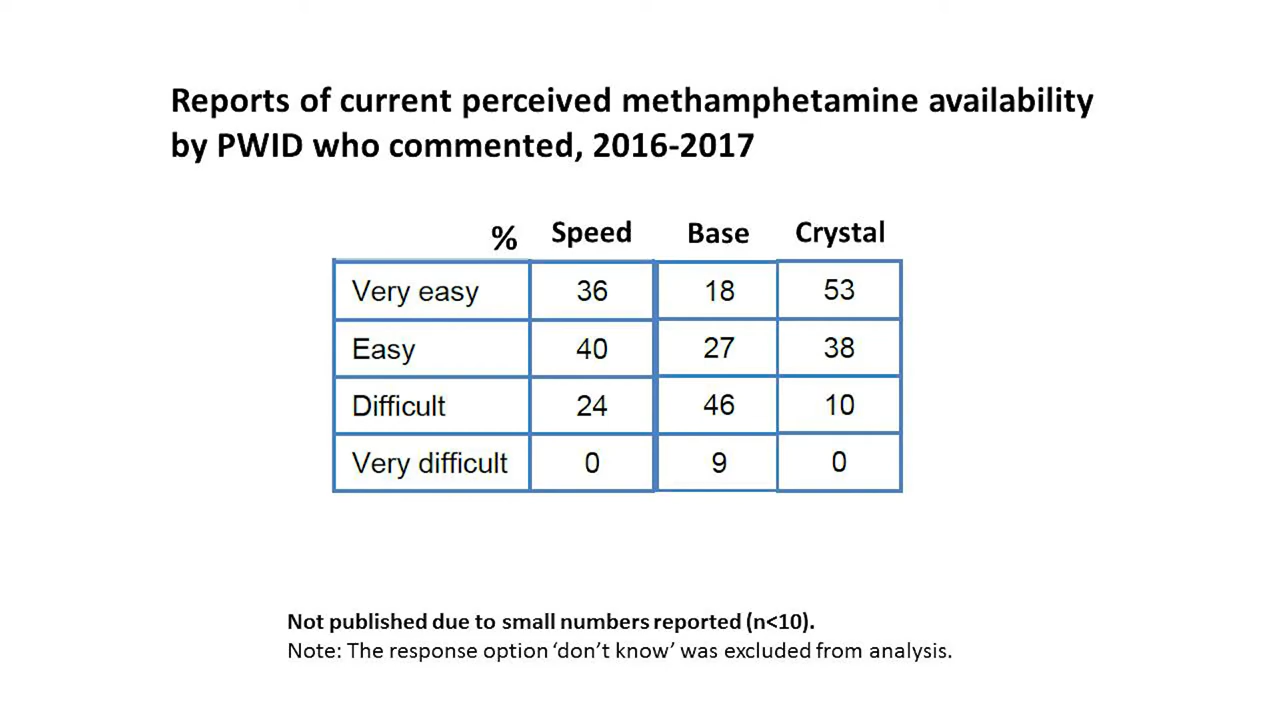 Reports of current perceived methamphetamine availability
by PWID who commented, 2016-2017
% Speed Base Crystal
Very easy 36 18 53
Easy 40 27 38
Difficult 24 46 10
Very difficult 0 9 0
Not published due to small numbers reported (n<10).
Note: The response option ‘don’t know’ was excluded from analysis.